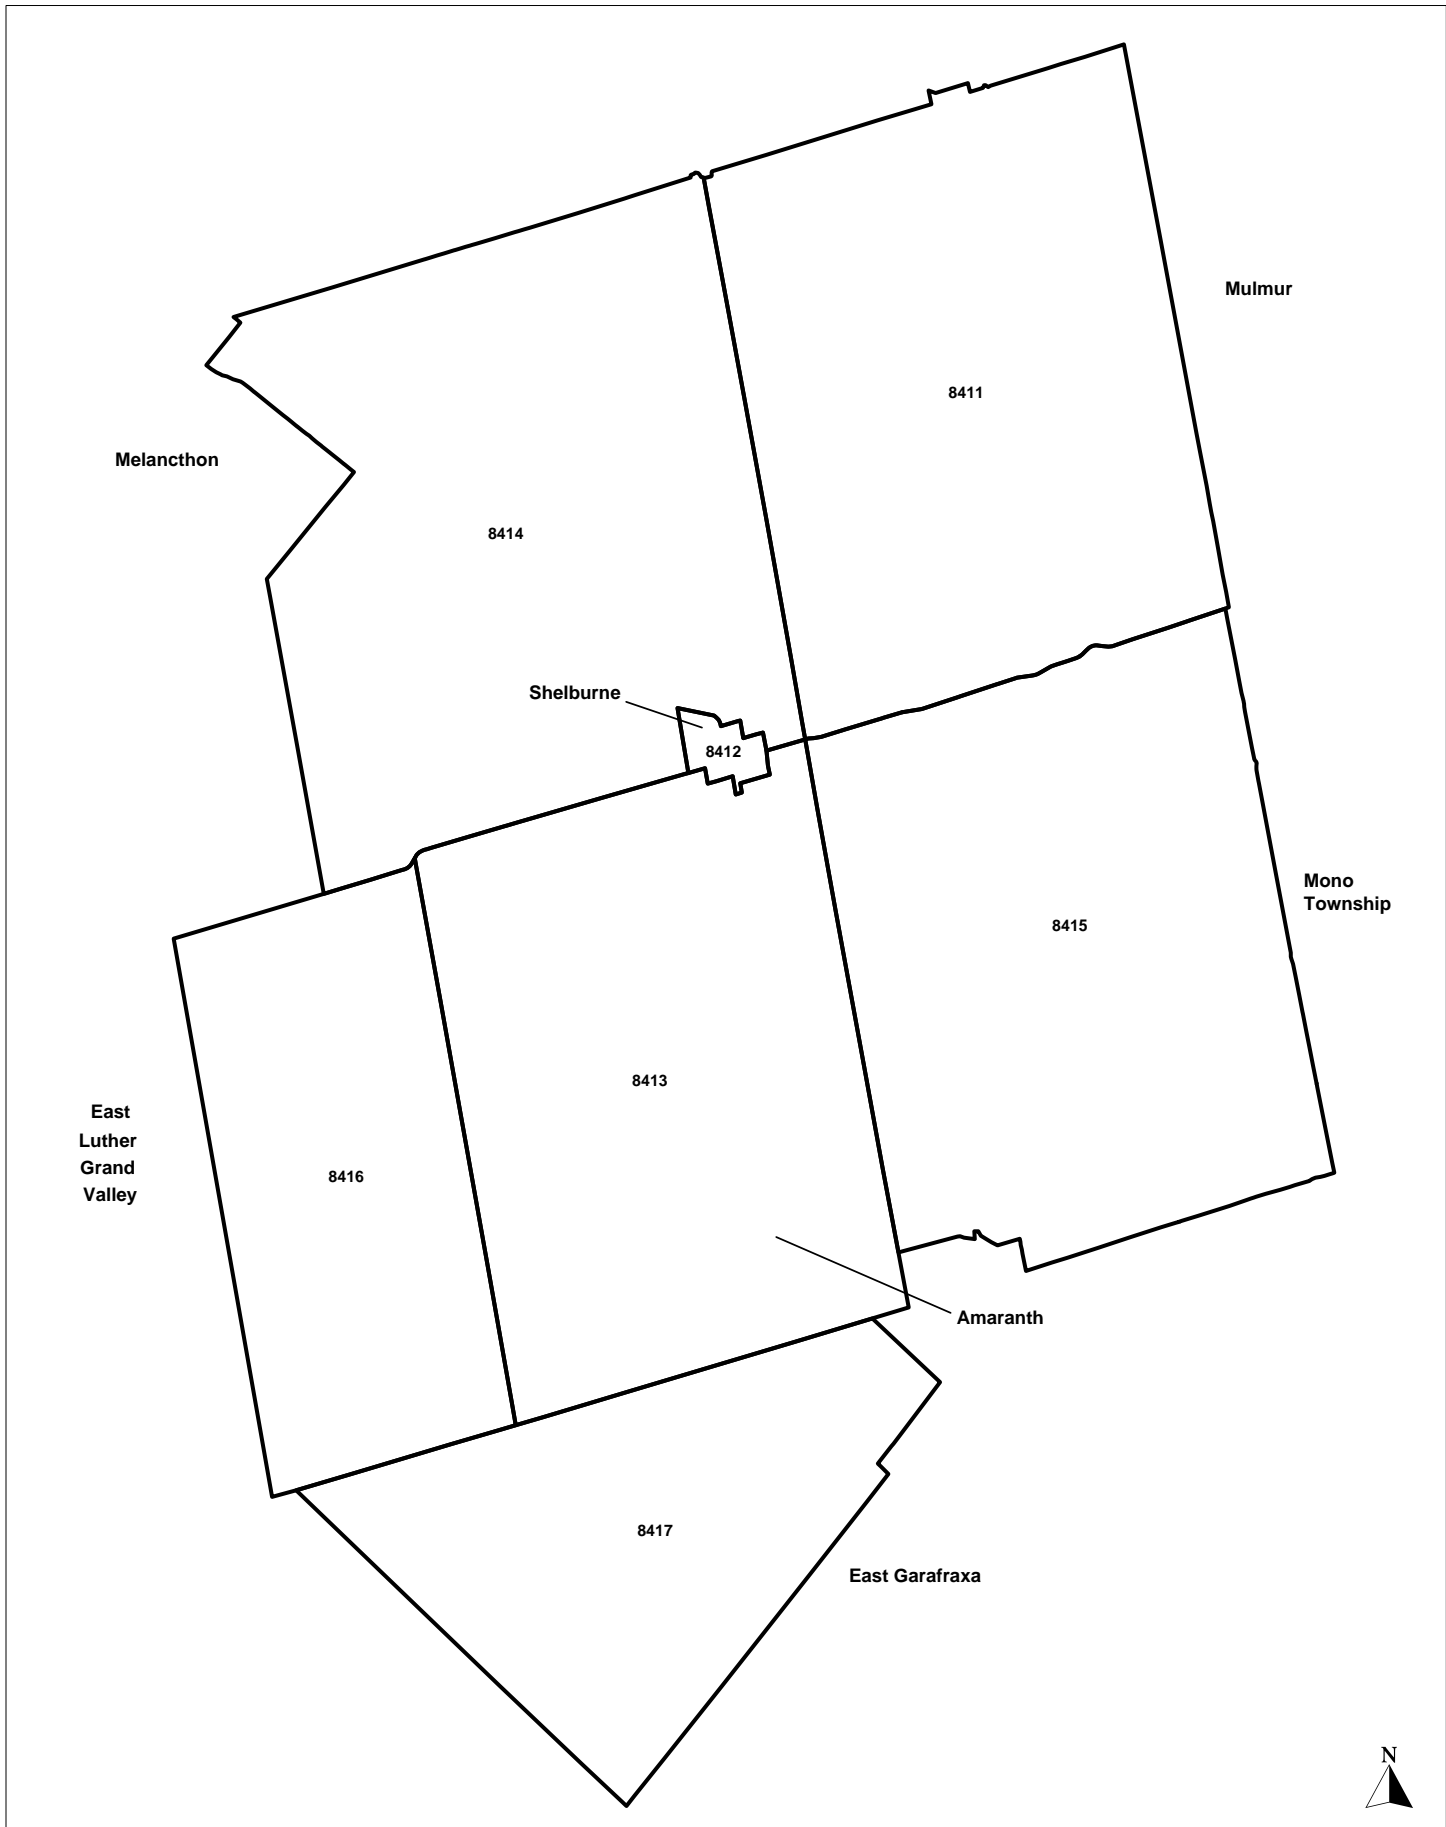 Mulmur
8411
Melancthon
8414
Shelburne
8412
Mono
Township
8415
8413
East
Luther
Grand
Valley
8416
Amaranth
8417
East Garafraxa
N